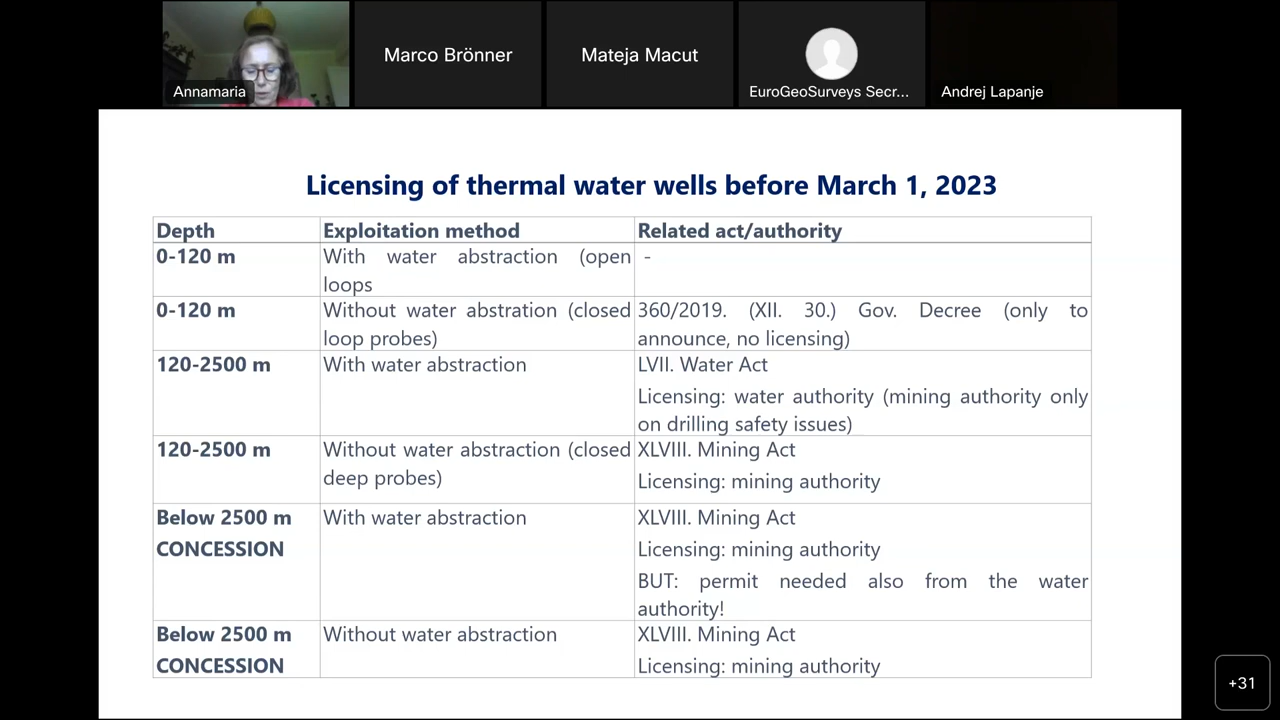 Annamaria
Marco Brönner
Mateja Macut
EuroGeoSurveys Secr...
Andrej Lapanje
Licensing of thermal water wells before March 1, 2023
Depth Exploitation method Related act/authority
0-120 m With water abstraction (open -
loops
0-120 m Without water abstration (closed 360/2019. (XII. 30.) Gov. Decree (only to
loop probes) announce, no licensing)
120-2500 m With water abstraction LVII. Water Act
Licensing: water authority (mining authority only
on drilling safety issues)
120-2500 m Without water abstraction (closed XLVIII. Mining Act
deep probes) Licensing: mining authority
Below 2500 m With water abstraction XLVIII. Mining Act
CONCESSION Licensing: mining authority
BUT: permit needed also from the water
authority!
Below 2500 m Without water abstraction XLVIII. Mining Act
CONCESSION Licensing: mining authority
+31